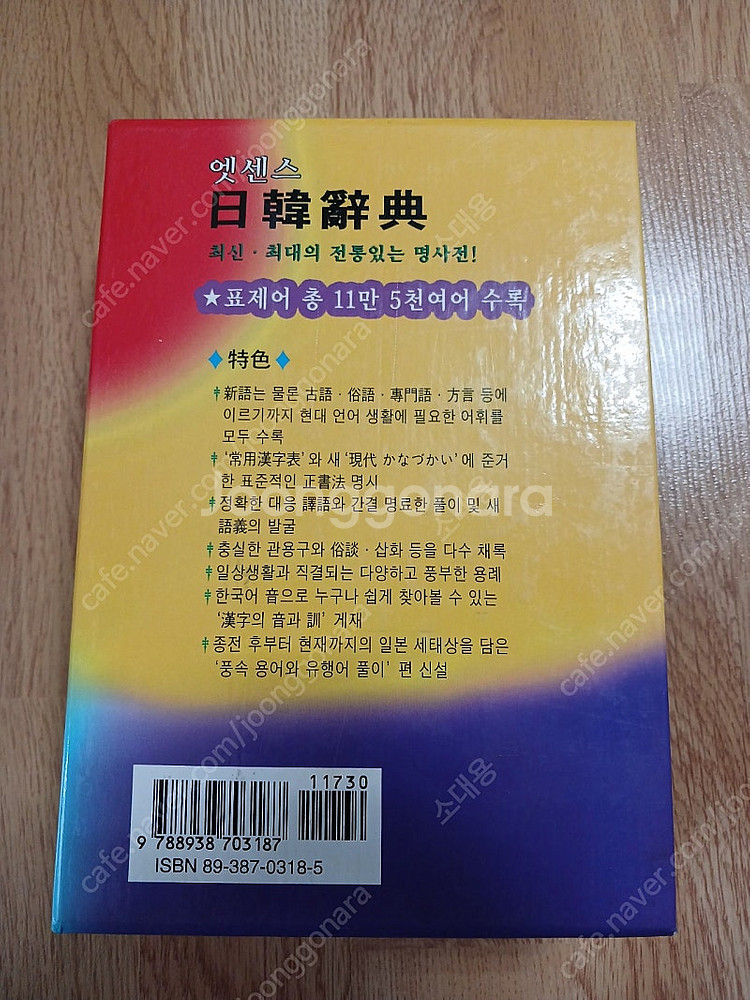 엣센스
日韓辭典
최신·최대의 전통있는 명사전!
★표제어 총 11만 5천여어 수록
♦特色♦
新語는 물론 古語·俗語·專門語·方言 등에
이르기까지 현대 언어 생활에 필요한 어휘를
모두 수록
'常用漢字表'와 새 '現代 かなづかい'에 준거
한 표준적인 正書法 명시
정확한 대응 譯語와 간결 명료한 풀이 및 새
語義의 발굴
충실한 관용구와 俗談·삽화 등을 다수 채록
일상생활과 직결되는 다양하고 풍부한 용례
한국어 音으로 누구나 쉽게 찾아볼 수 있는
'漢字의 音과 訓' 게재
종전 후부터 현재까지의 일본 세태상을 담은
'풍속 용어와 유행어 풀이' 편 신설
11730
9 788938 703187
ISBN 89-387-0318-5
Joonggonara
cafe.naver.com/joonggonara
소대용